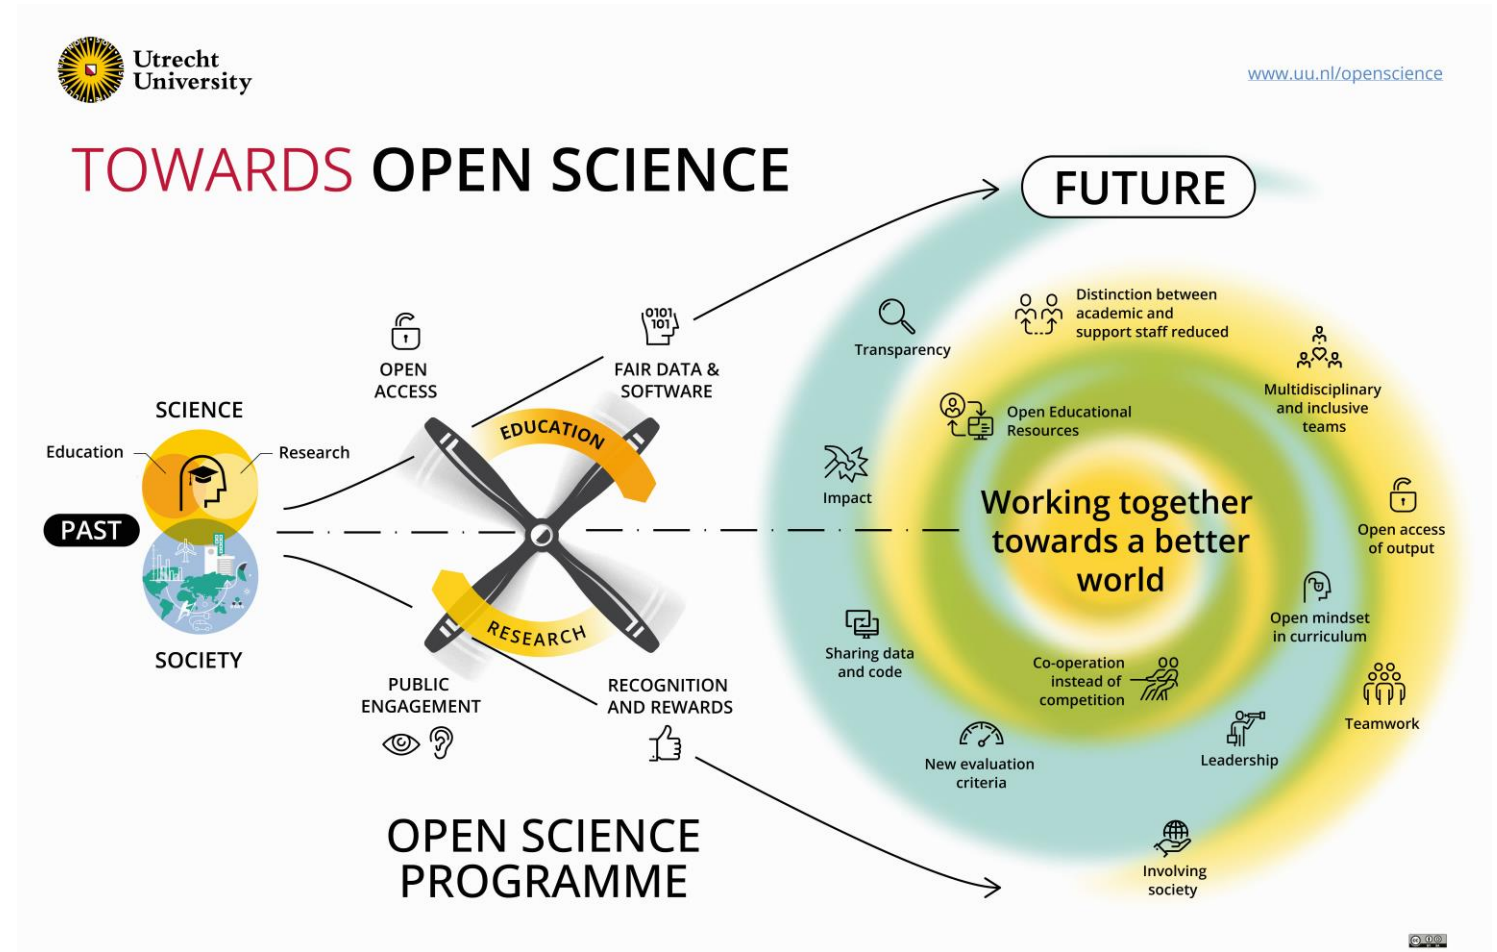 Utrecht
University
www.uu.nl/openscience
TOWARDS OPEN SCIENCE
FUTURE
OPEN
ACCESS
0101
101
FAIR DATA &
SOFTWARE
SCIENCE
Education
Research
PAST
SOCIETY
EDUCATION
RESEARCH
PUBLIC
ENGAGEMENT
RECOGNITION
AND REWARDS
OPEN SCIENCE
PROGRAMME
Transparency
Distinction between
academic and
support staff reduced
Multidisciplinary
and inclusive
teams
Open Educational
Resources
Impact
Working together
towards a better
world
Open access
of output
Open mindset
in curriculum
Sharing data
and code
Co-operation
instead of
competition
Teamwork
New evaluation
criteria
Leadership
Involving
society